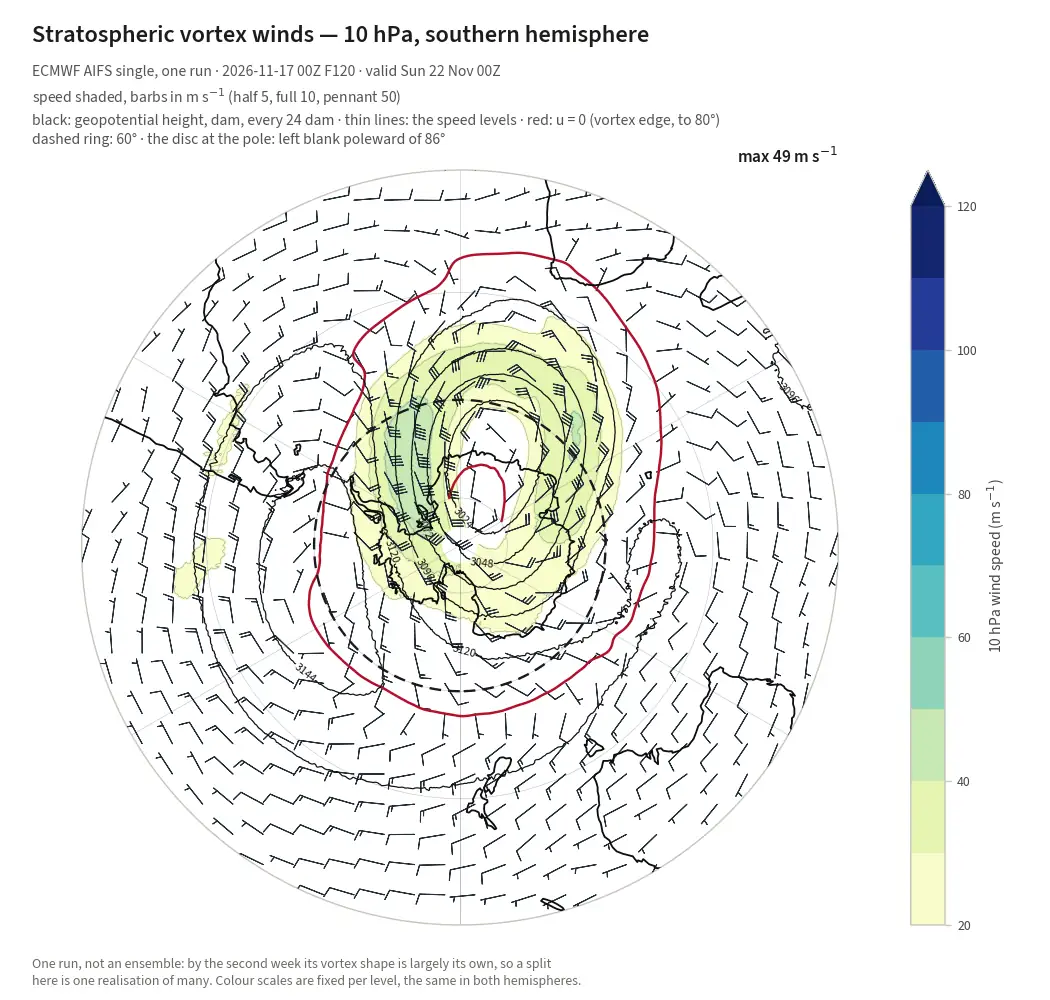 Stratospheric vortex winds — 10 hPa, southern hemisphere
ECMWF AIFS single, one run · 2026-11-17 00Z F120 · valid Sun 22 Nov 00Z
speed shaded, barbs in m s⁻¹ (half 5, full 10, pennant 50)
black: geopotential height, dam, every 24 dam · thin lines: the speed levels · red: u = 0 (vortex edge, to 80°)
dashed ring: 60° · the disc at the pole: left blank poleward of 86°
max 49 m s⁻¹
120
100
80
60
40
20
10 hPa wind speed (m s⁻¹)
3096
3024
3120
3096
3048
3120
3144
One run, not an ensemble: by the second week its vortex shape is largely its own, so a split
here is one realisation of many. Colour scales are fixed per level, the same in both hemispheres.